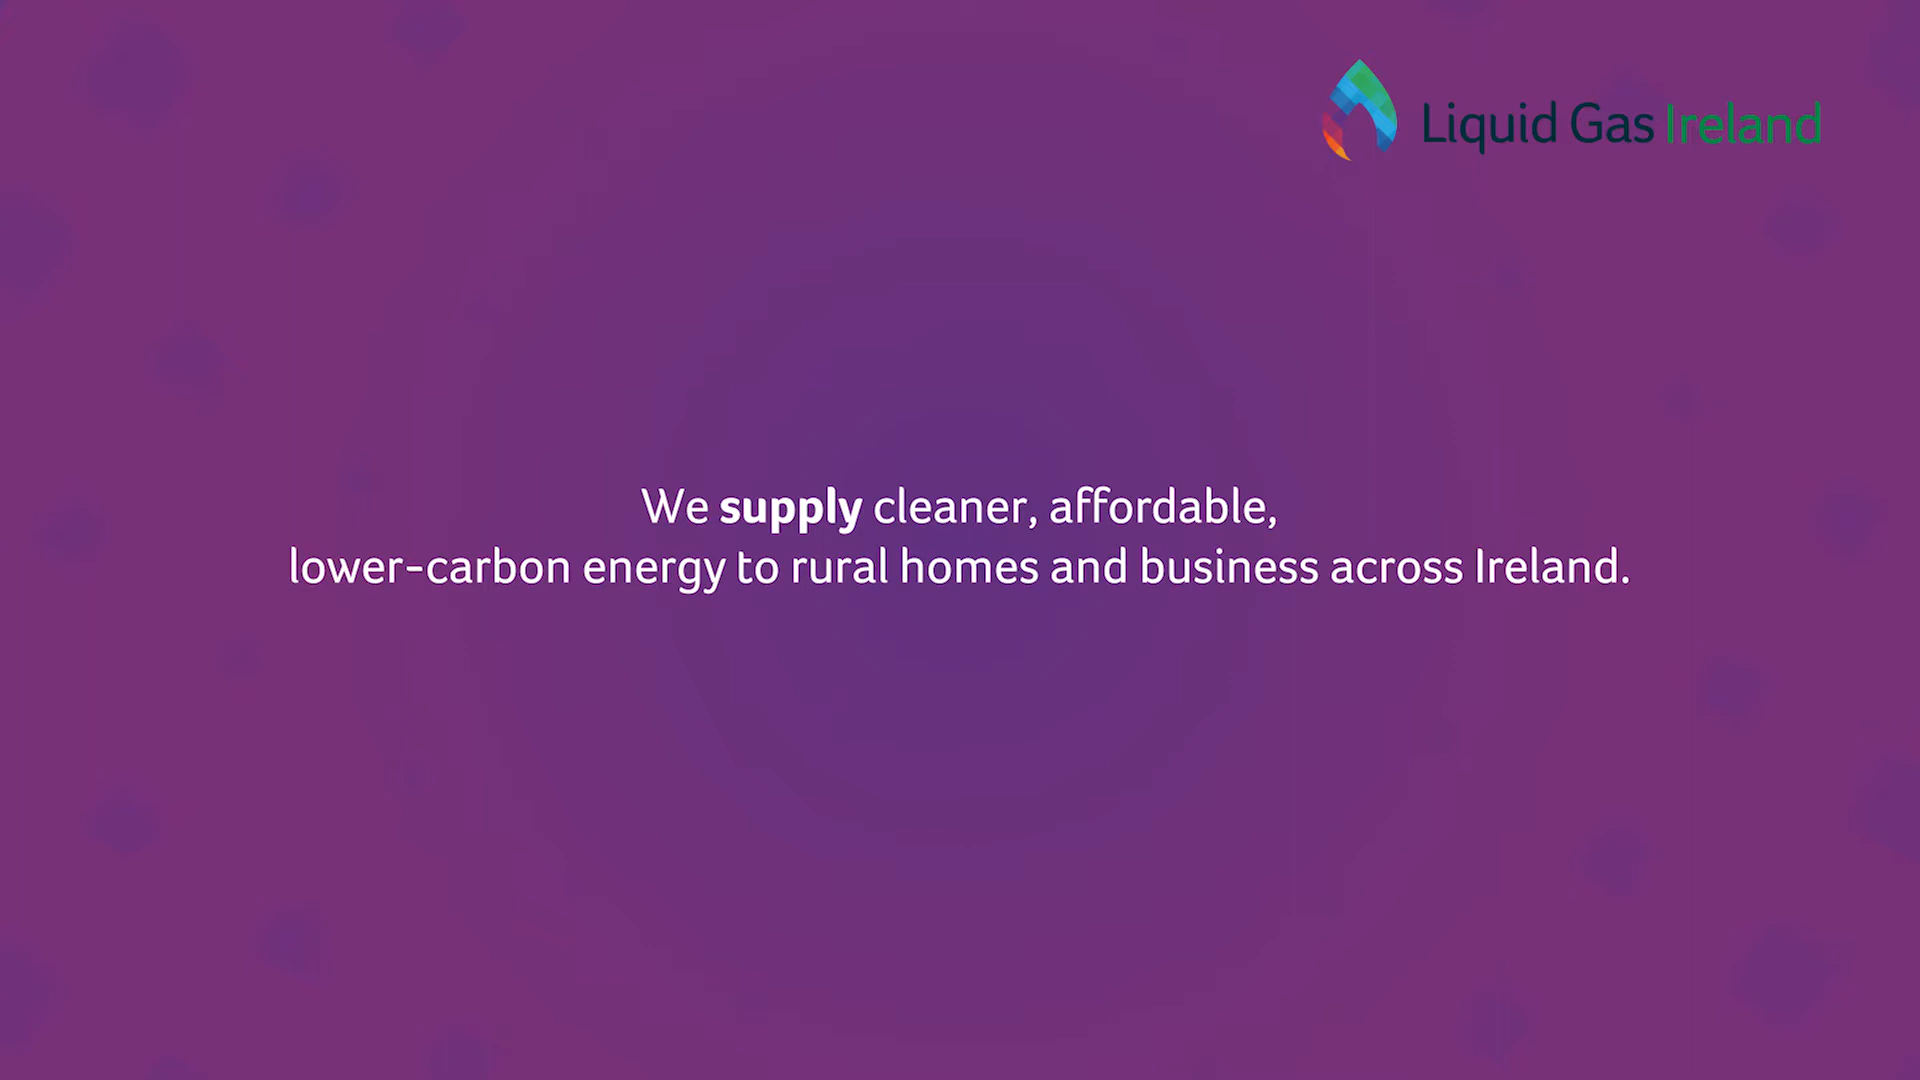 Liquid Gas Ireland
We supply cleaner, affordable,
lower-carbon energy to rural homes and business across Ireland.